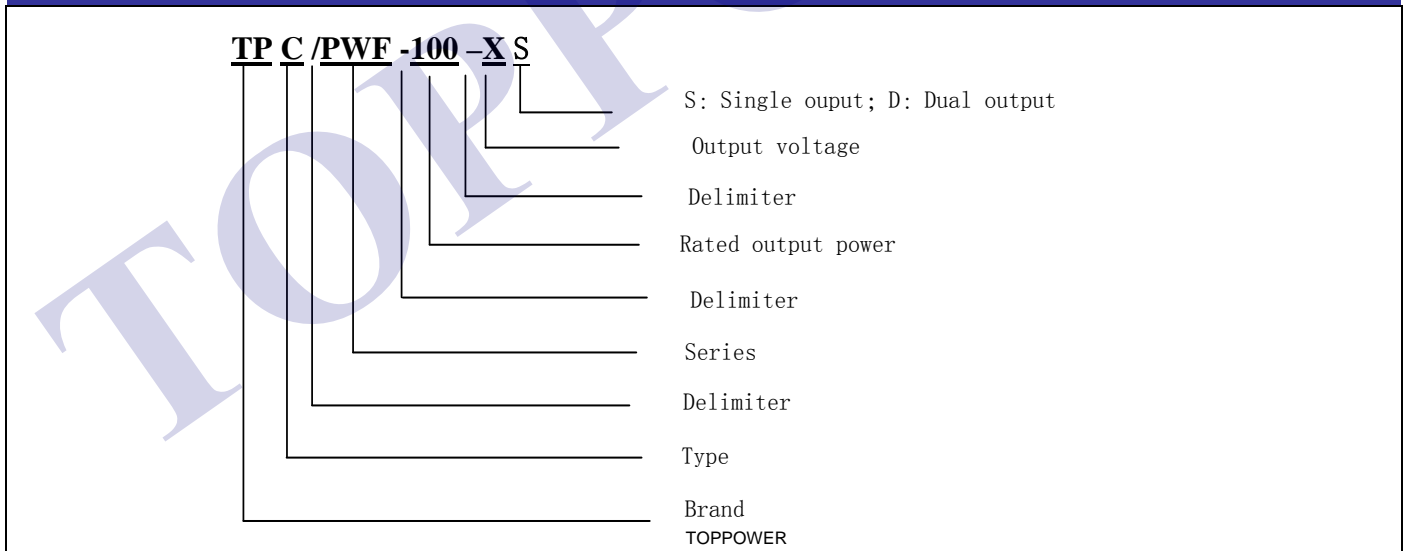 TP C /PWF -100 –X S
S: Single ouput; D: Dual output
Output voltage
Delimiter
Rated output power
Delimiter
Series
Delimiter
Type
Brand
TOPPOWER